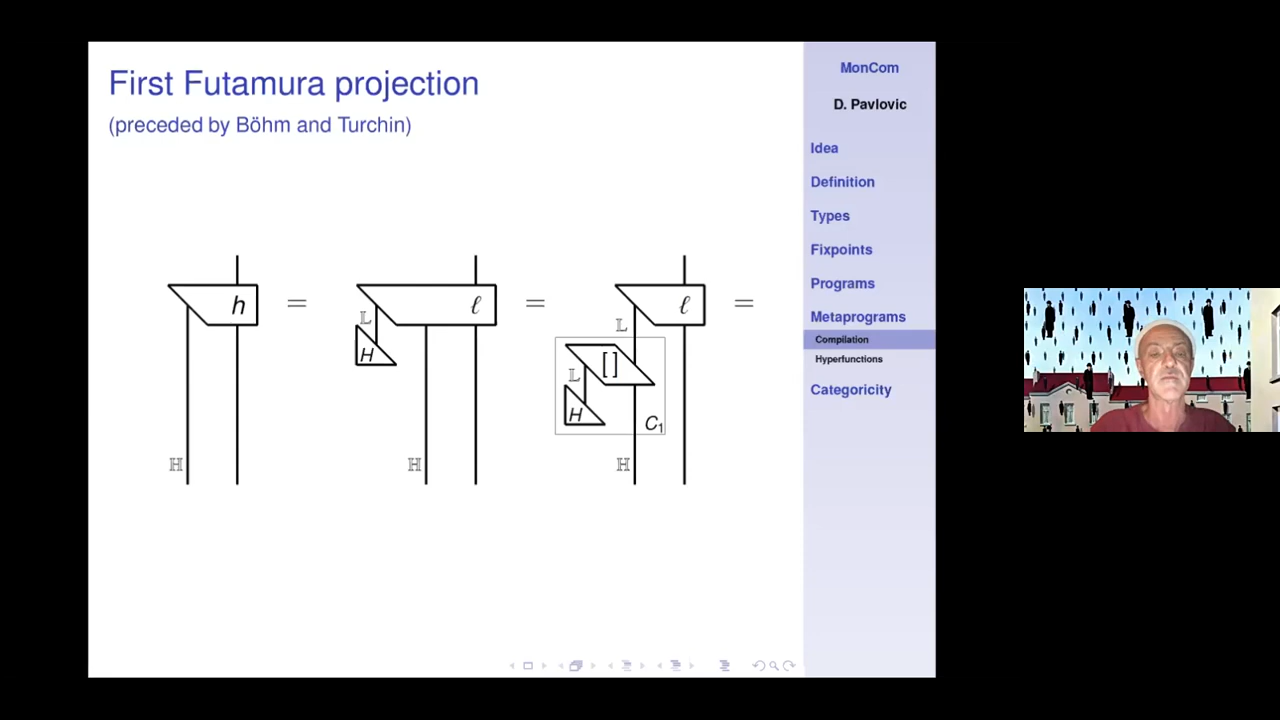 First Futamura projection
(preceded by Böhm and Turchin)
h
=
𝕃
H
ℓ
=
𝕃
ℓ
𝕃
[ ]
H
C₁
=
ℍ
ℍ
ℍ
MonCom
D. Pavlovic
Idea
Definition
Types
Fixpoints
Programs
Metaprograms
Compilation
Hyperfunctions
Categoricity